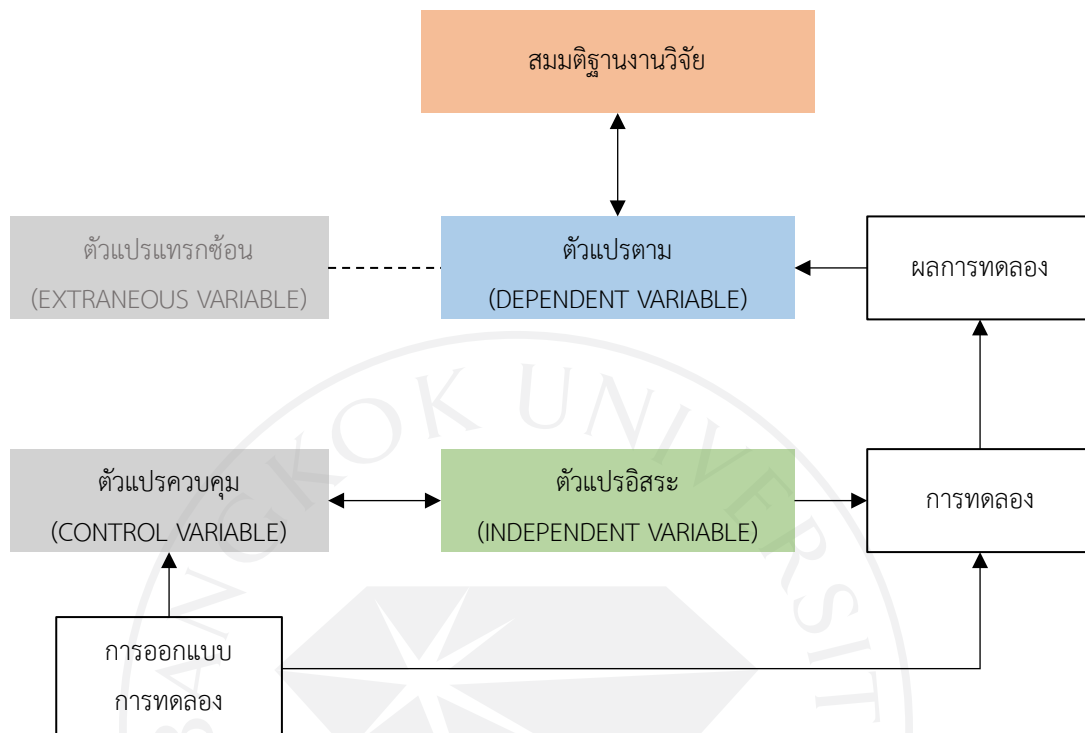 สมมติฐานงานวิจัย
ตัวแปรแทรกซ้อน
(EXTRANEOUS VARIABLE)
ตัวแปรตาม
(DEPENDENT VARIABLE)
ผลการทดลอง
ตัวแปรควบคุม
(CONTROL VARIABLE)
ตัวแปรอิสระ
(INDEPENDENT VARIABLE)
การทดลอง
การออกแบบ
การทดลอง
BANGKOK UNIVERSIT